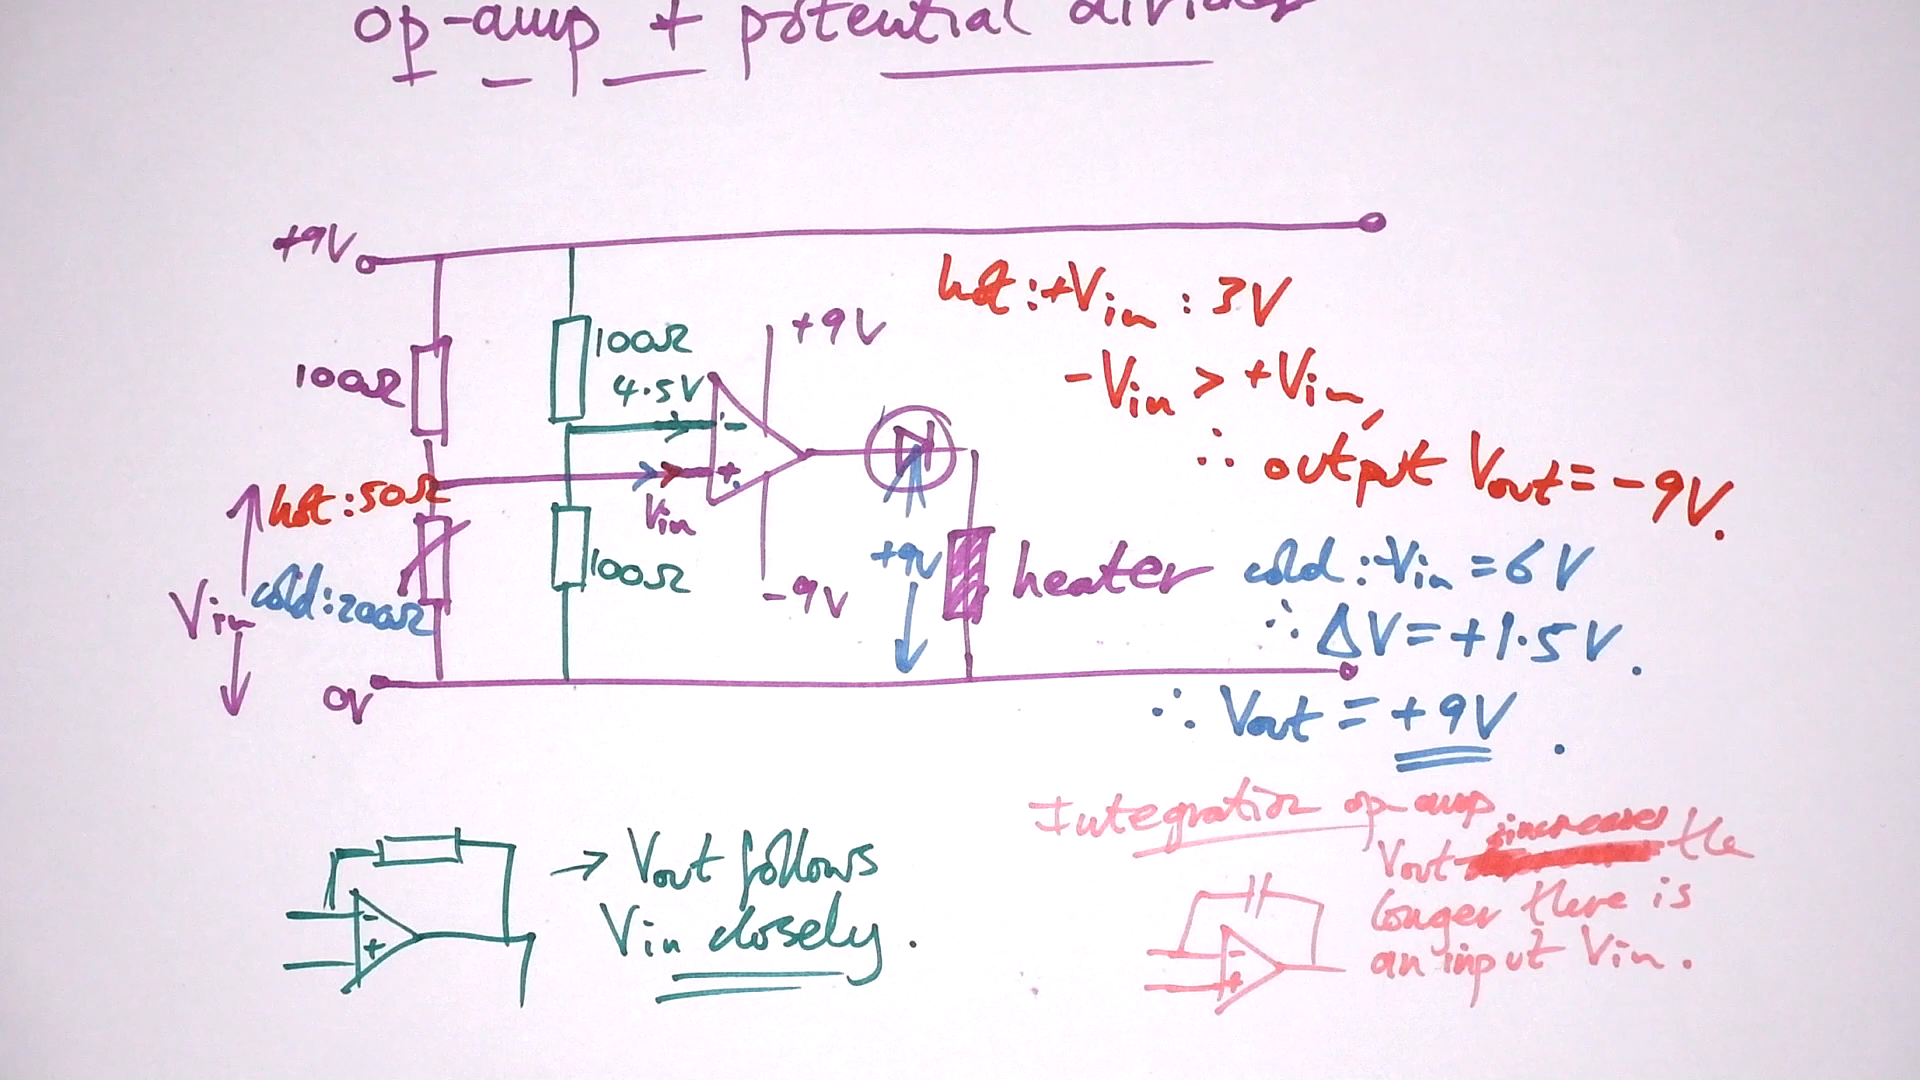 op-amp + potential divider
+9V
100Ω
100Ω
4.5V
+9V
-
+
Vin
-9V
100Ω
hot:50Ω
cold:200Ω
Vin
0V
+9V
heater
hot:+Vin : 3V
-Vin > +Vin,
∴ output Vout = -9V.
cold:+Vin = 6V
∴ ΔV = +1.5V.
∴ Vout = +9V.
-
+
→ Vout follows
Vin closely.
Integration op-amp
Vout increases the
longer there is
an input Vin.
-
+